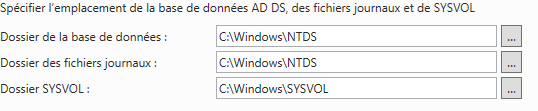 Spécifier l'emplacement de la base de données AD DS, des fichiers journaux et de SYSVOL
Dossier de la base de données : C:\Windows\NTDS ...
Dossier des fichiers journaux : C:\Windows\NTDS ...
Dossier SYSVOL : C:\Windows\SYSVOL ...